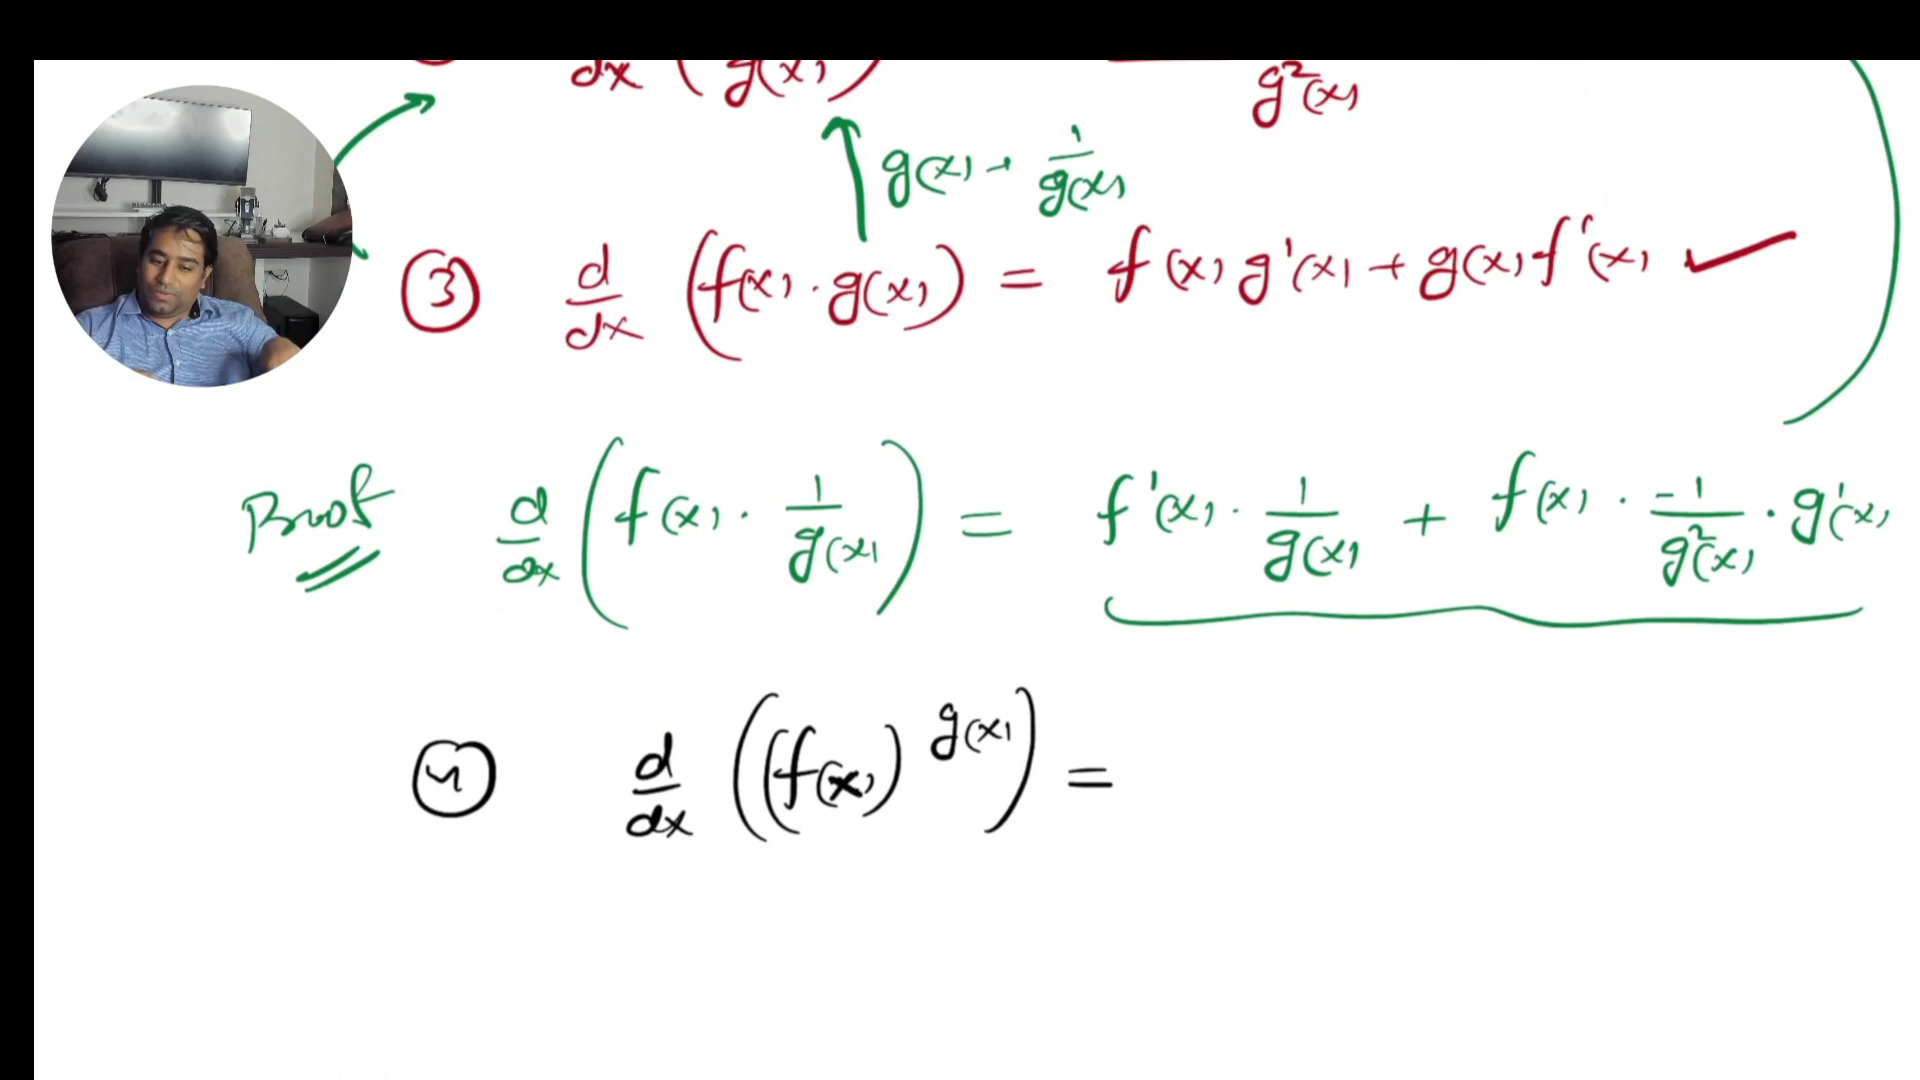 d/dx (g(x)) g²(x)
g(x) → 1/g(x)
③ d/dx (f(x) · g(x)) = f(x) g'(x) + g(x) f'(x) ✓
Proof d/dx (f(x) · 1/g(x)) = f'(x) · 1/g(x) + f(x) · -1/g²(x) · g'(x)
④ d/dx ((f(x))^g(x)) =